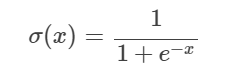 σ(x) = 1 / (1 + e^{-x})